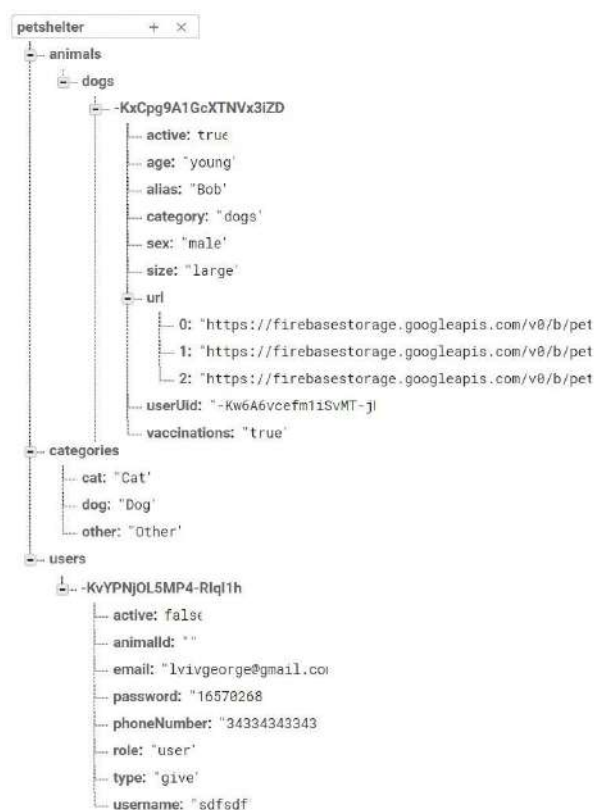 petshelter + ×
animals
dogs
-KxCpg9A1GcXTNVx3iZD
active: true
age: "young"
alias: "Bob"
category: "dogs"
sex: "male"
size: "large"
url
0: "https://firebasestorage.googleapis.com/v0/b/pet
1: "https://firebasestorage.googleapis.com/v0/b/pet
2: "https://firebasestorage.googleapis.com/v0/b/pet
userUid: "-Kw6A6vcefm1iSvMT-j
vaccinations: "true"
categories
cat: "Cat"
dog: "Dog"
other: "Other"
users
-KvYPNjOL5MP4-RIql1h
active: false
animalId: ""
email: "lvivgeorge@gmail.co
password: "16570268
phoneNumber: "34334343343
role: "user"
type: "give"
username: "sdfsdf